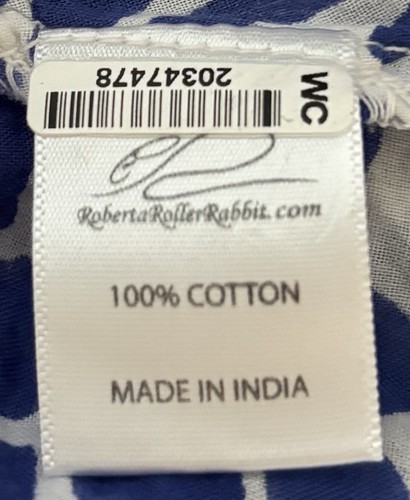 20347478
WC
RobertaRollerRabbit.com
100% COTTON
MADE IN INDIA